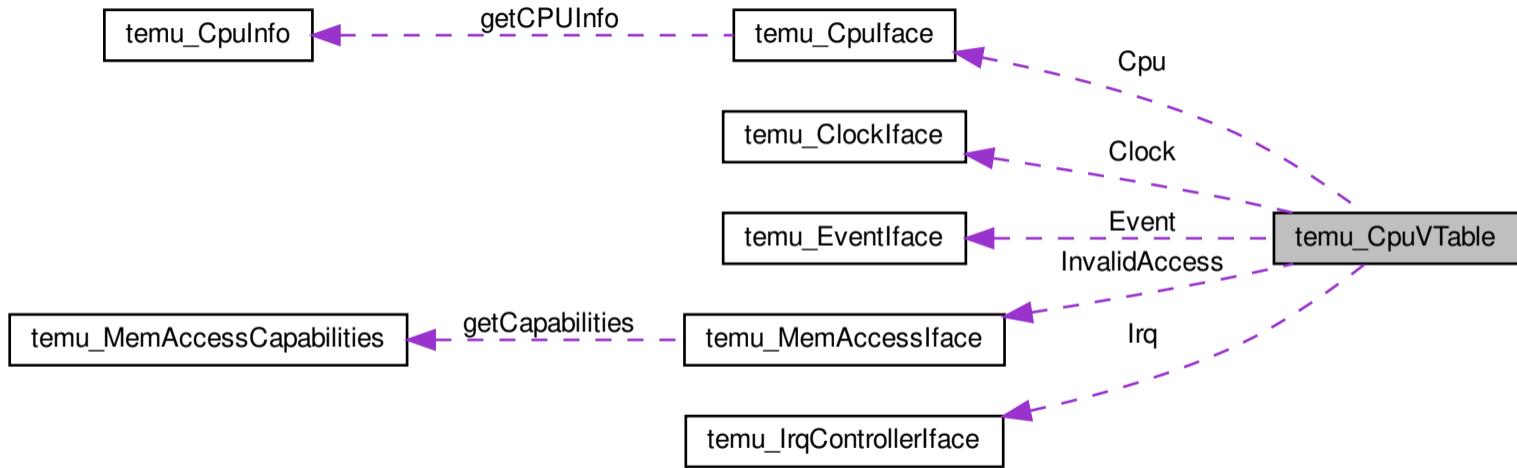 temu_CpuInfo
getCPUInfo
temu_CpuIface
Cpu
temu_ClockIface
Clock
temu_EventIface
Event
temu_CpuVTable
InvalidAccess
temu_MemAccessCapabilities
getCapabilities
temu_MemAccessIface
Irq
temu_IrqControllerIface